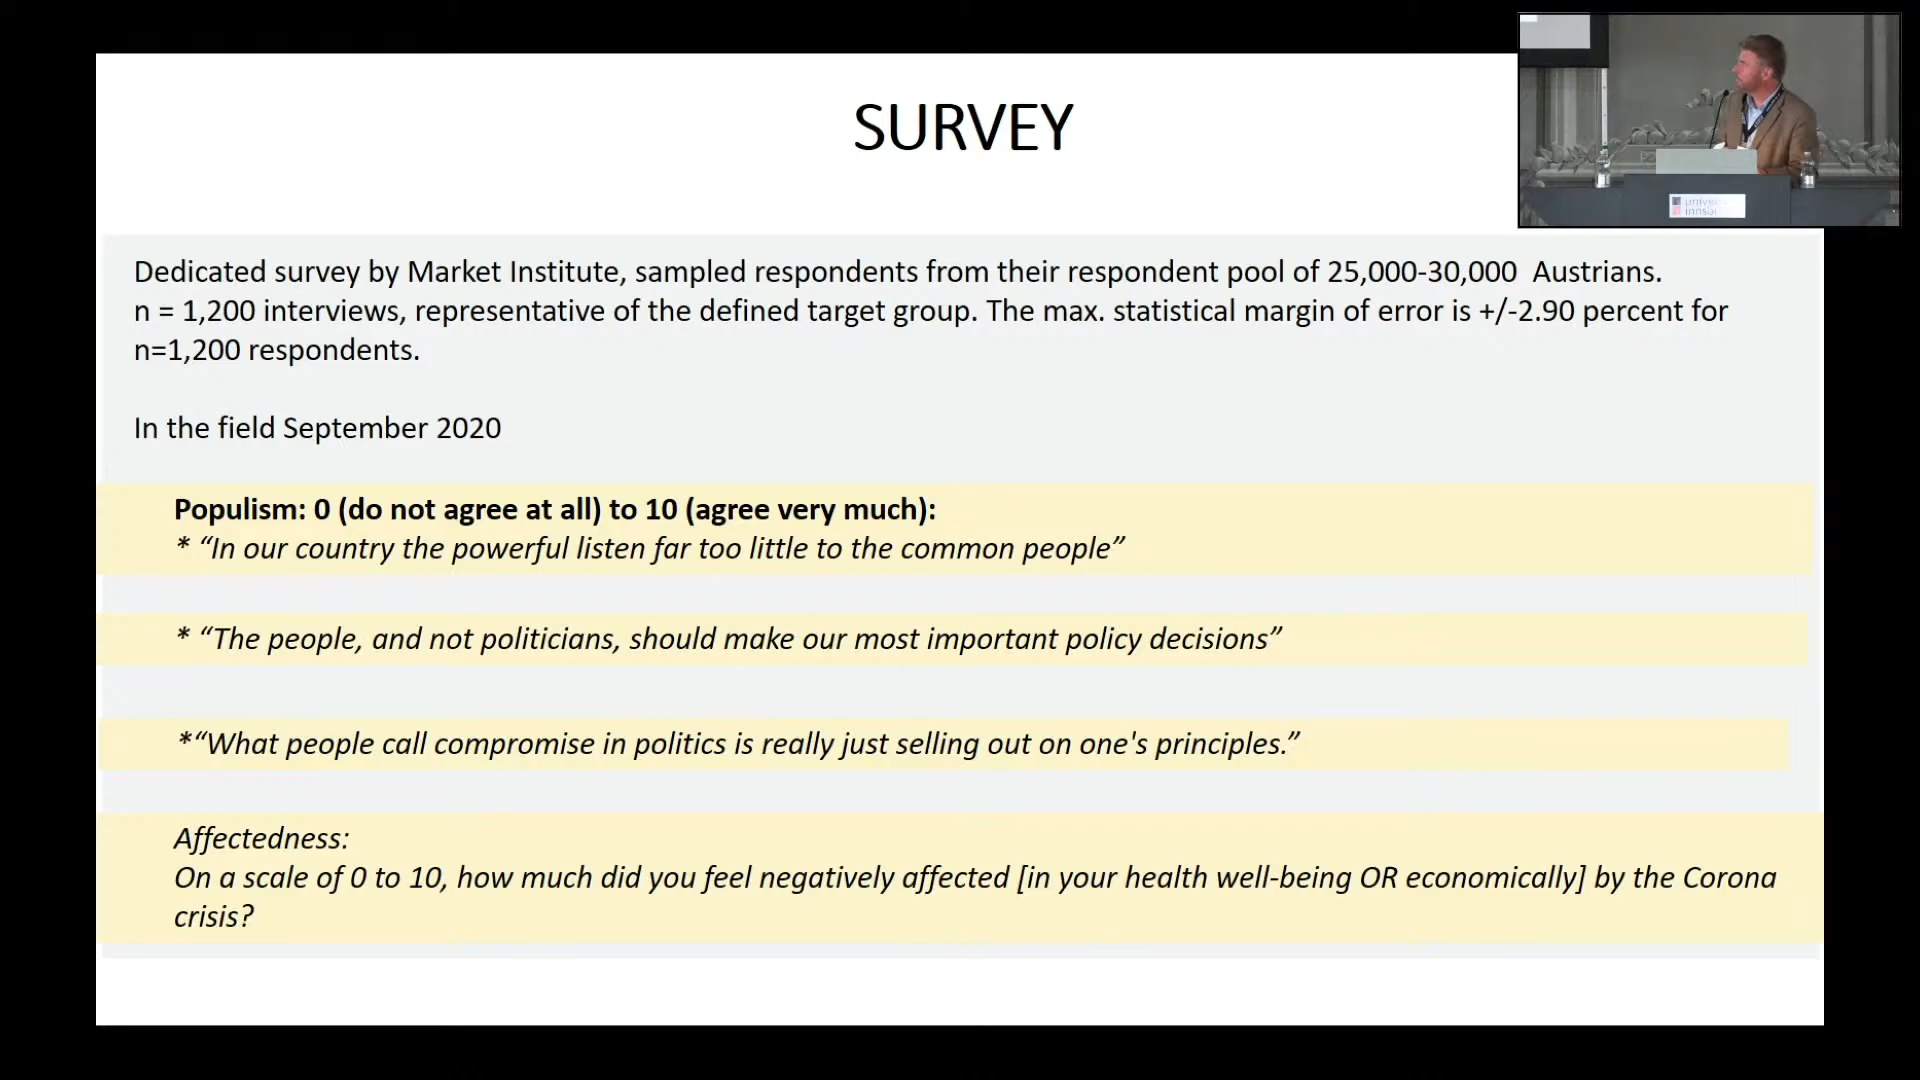 SURVEY
Dedicated survey by Market Institute, sampled respondents from their respondent pool of 25,000-30,000 Austrians.
n = 1,200 interviews, representative of the defined target group. The max. statistical margin of error is +/-2.90 percent for
n=1,200 respondents.
In the field September 2020
Populism: 0 (do not agree at all) to 10 (agree very much):
* “In our country the powerful listen far too little to the common people”
* “The people, and not politicians, should make our most important policy decisions”
*“What people call compromise in politics is really just selling out on one's principles.”
Affectedness:
On a scale of 0 to 10, how much did you feel negatively affected [in your health well-being OR economically] by the Corona
crisis?